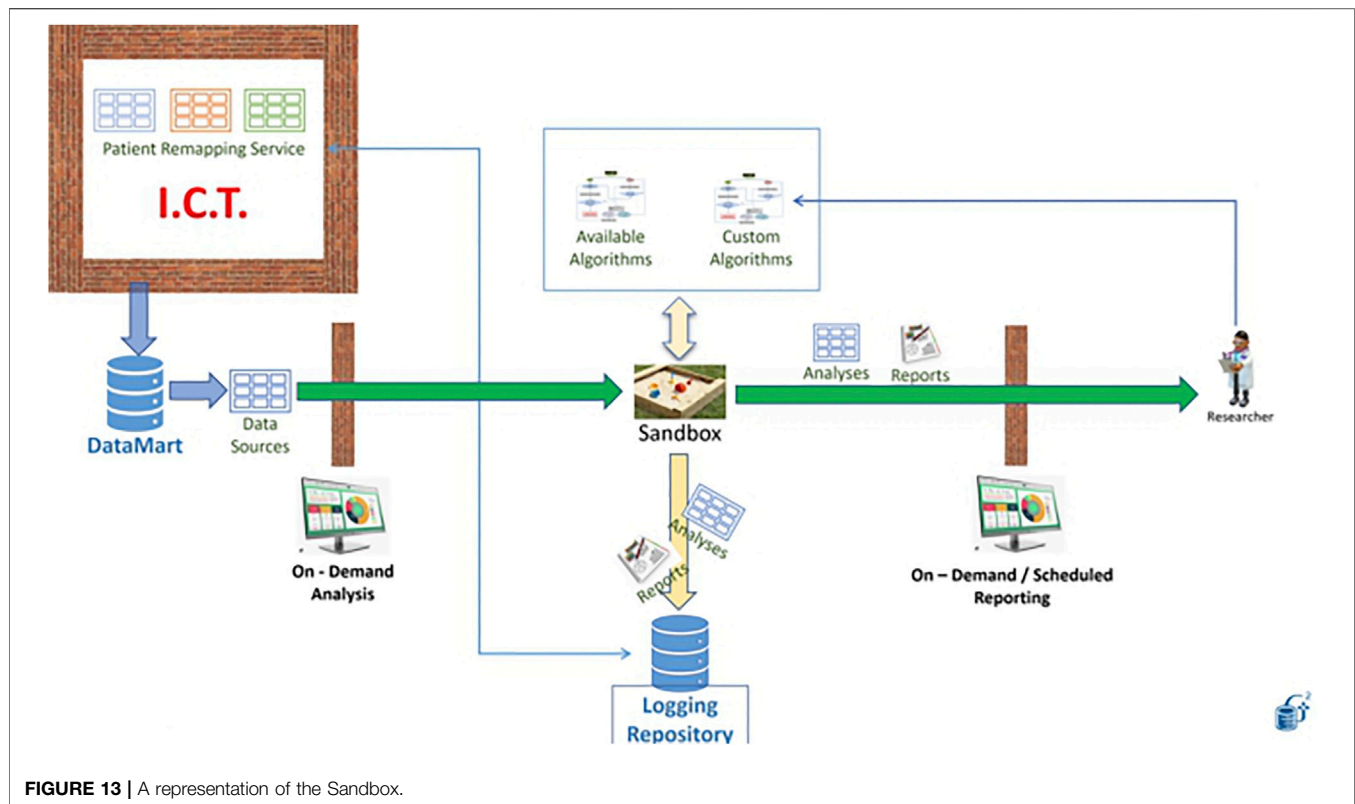 Patient Remapping Service
I.C.T.
Available
Algorithms
Custom
Algorithms
Analyses
Reports
DataMart
Data
Sources
Sandbox
Researcher
On - Demand
Analysis
Analyses
Reports
On – Demand / Scheduled
Reporting
Logging
Repository
2
FIGURE 13 | A representation of the Sandbox.